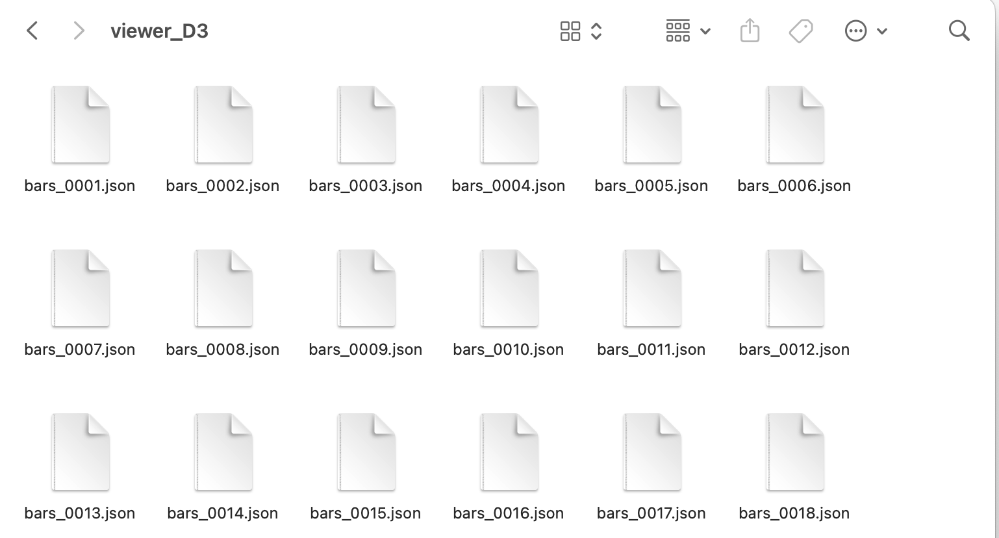 viewer_D3
bars_0001.json bars_0002.json bars_0003.json bars_0004.json bars_0005.json bars_0006.json
bars_0007.json bars_0008.json bars_0009.json bars_0010.json bars_0011.json bars_0012.json
bars_0013.json bars_0014.json bars_0015.json bars_0016.json bars_0017.json bars_0018.json